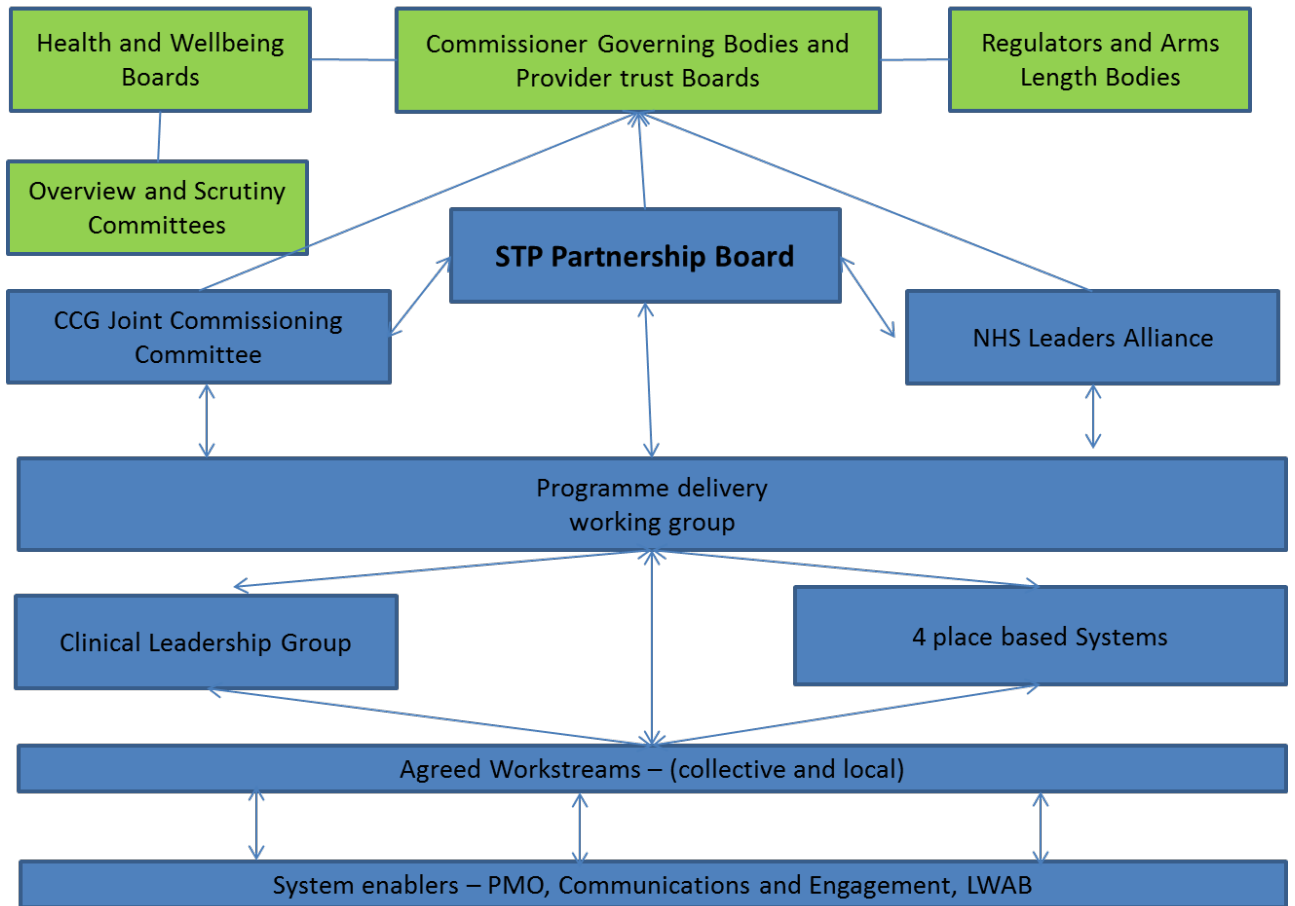 Health and Wellbeing
Boards
Commissioner Governing Bodies and
Provider trust Boards
Regulators and Arms
Length Bodies
Overview and Scrutiny
Committees
STP Partnership Board
CCG Joint Commissioning
Committee
NHS Leaders Alliance
Programme delivery
working group
Clinical Leadership Group
4 place based Systems
Agreed Workstreams – (collective and local)
System enablers – PMO, Communications and Engagement, LWAB